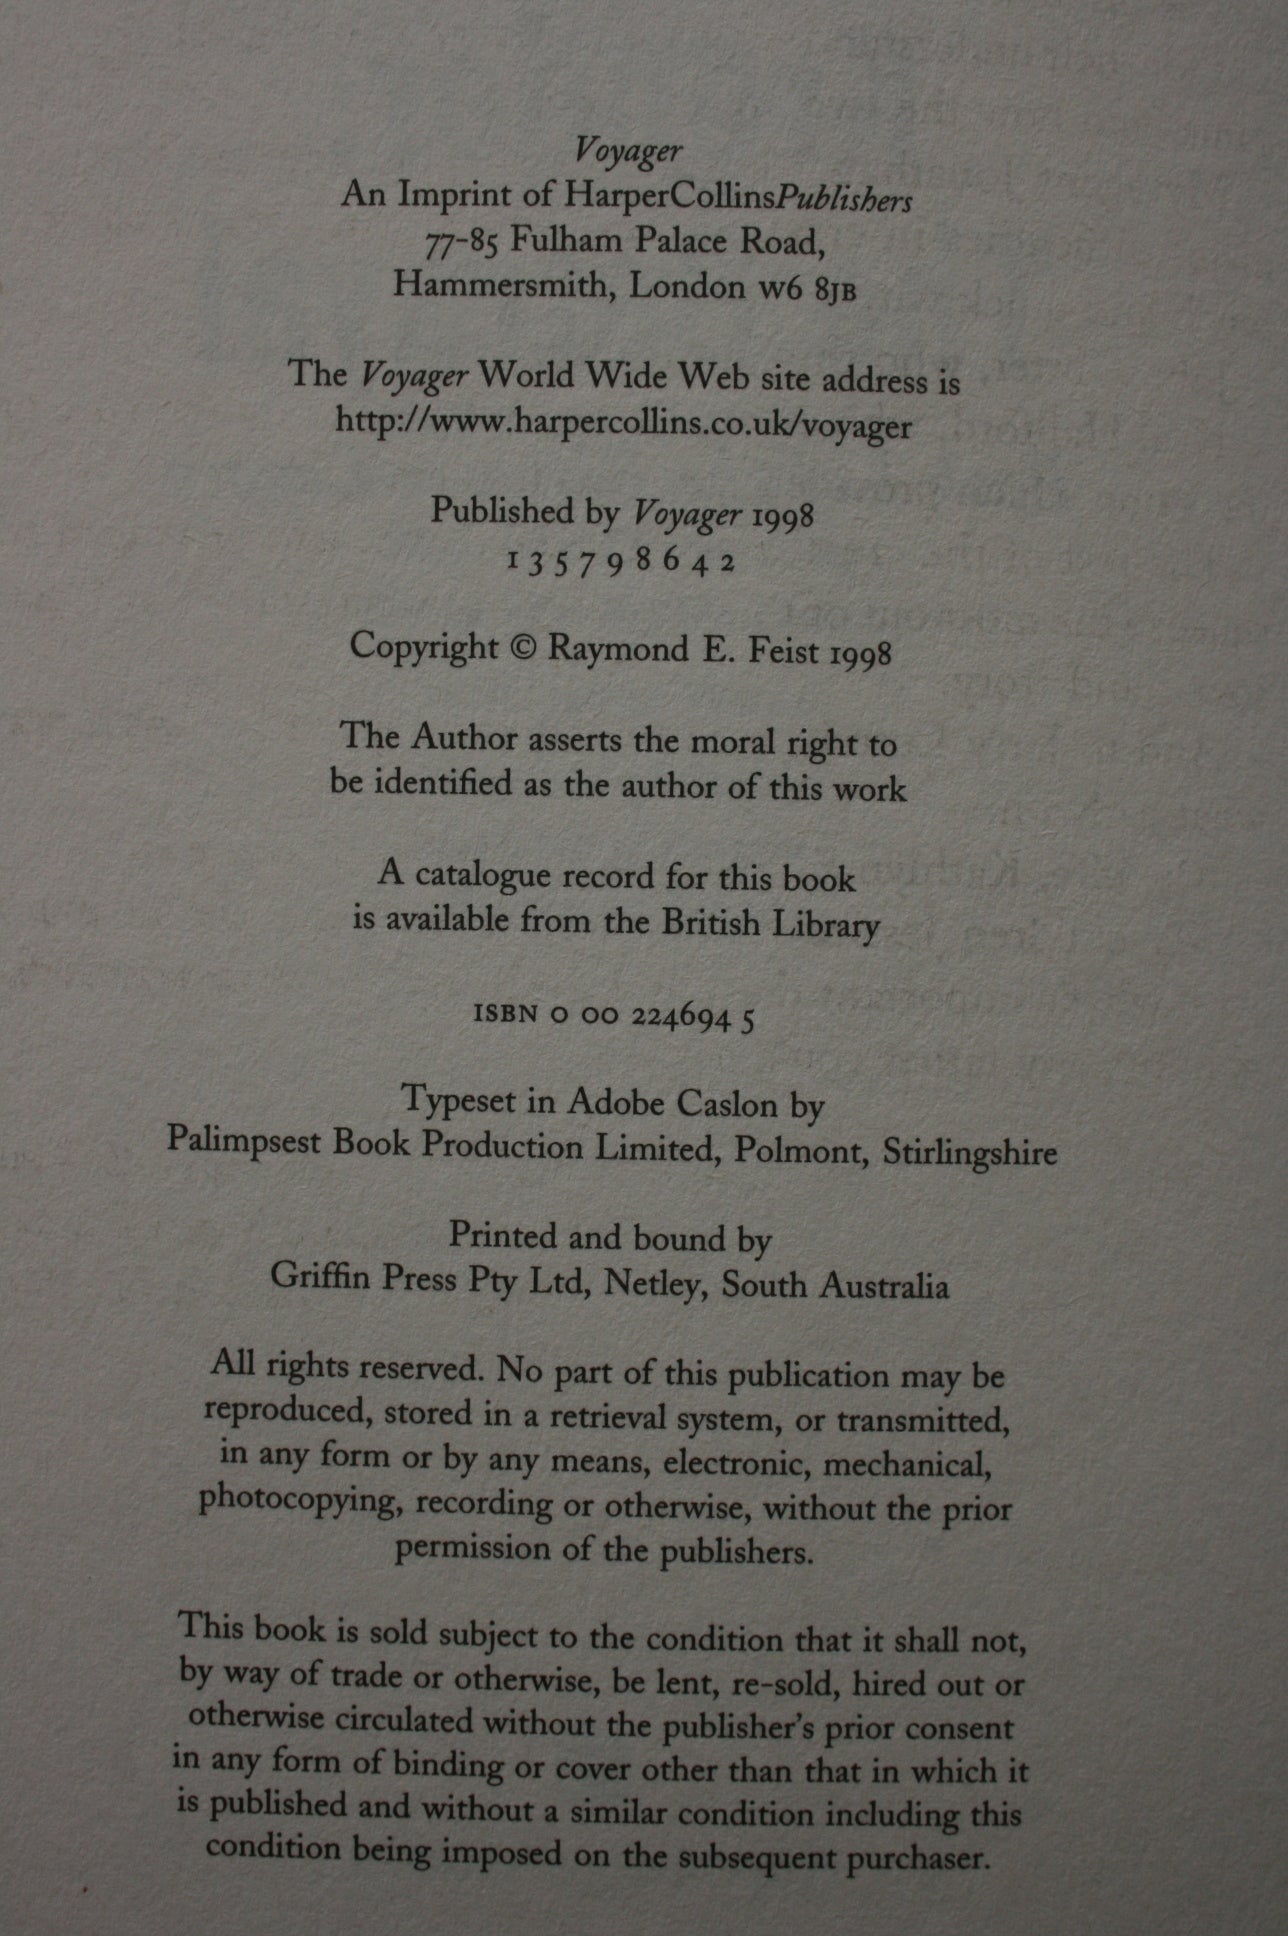 Voyager
An Imprint of HarperCollinsPublishers
77-85 Fulham Palace Road,
Hammersmith, London W6 8JB
The Voyager World Wide Web site address is
http://www.harpercollins.co.uk/voyager
Published by Voyager 1998
1 3 5 7 9 8 6 4 2
Copyright © Raymond E. Feist 1998
The Author asserts the moral right to
be identified as the author of this work
A catalogue record for this book
is available from the British Library
ISBN 0 00 224694 5
Typeset in Adobe Caslon by
Palimpsest Book Production Limited, Polmont, Stirlingshire
Printed and bound by
Griffin Press Pty Ltd, Netley, South Australia
All rights reserved. No part of this publication may be
reproduced, stored in a retrieval system, or transmitted,
in any form or by any means, electronic, mechanical,
photocopying, recording or otherwise, without the prior
permission of the publishers.
This book is sold subject to the condition that it shall not,
by way of trade or otherwise, be lent, re-sold, hired out or
otherwise circulated without the publisher's prior consent
in any form of binding or cover other than that in which it
is published and without a similar condition including this
condition being imposed on the subsequent purchaser.